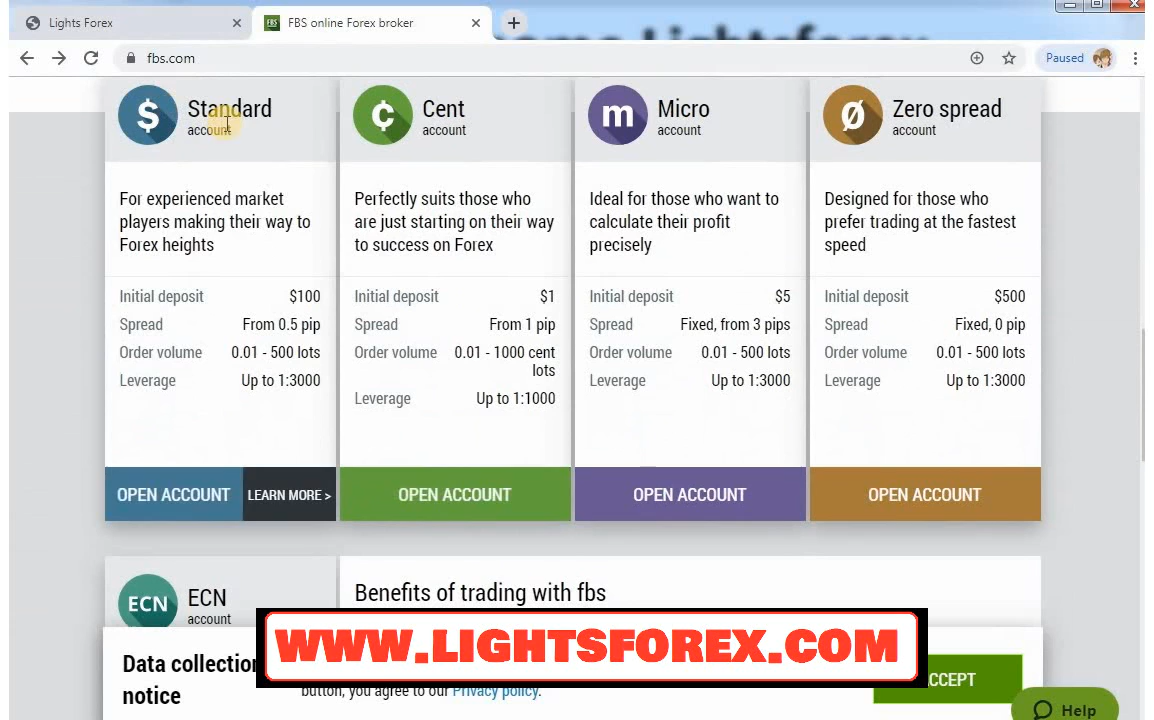 Lights Forex
FBS FBS online Forex broker
fbs.com
Paused
$ Standard
account
For experienced market
players making their way to
Forex heights
Initial deposit $100
Spread From 0.5 pip
Order volume 0.01 - 500 lots
Leverage Up to 1:3000
OPEN ACCOUNT LEARN MORE >
¢ Cent
account
Perfectly suits those who
are just starting on their way
to success on Forex
Initial deposit $1
Spread From 1 pip
Order volume 0.01 - 1000 cent
lots
Leverage Up to 1:1000
OPEN ACCOUNT
m Micro
account
Ideal for those who want to
calculate their profit
precisely
Initial deposit $5
Spread Fixed, from 3 pips
Order volume 0.01 - 500 lots
Leverage Up to 1:3000
OPEN ACCOUNT
Ø Zero spread
account
Designed for those who
prefer trading at the fastest
speed
Initial deposit $500
Spread Fixed, 0 pip
Order volume 0.01 - 500 lots
Leverage Up to 1:3000
OPEN ACCOUNT
ECN ECN
account
Benefits of trading with fbs
WWW.LIGHTSFOREX.COM
Data collection
notice
button, you agree to our Privacy policy.
ACCEPT
Help